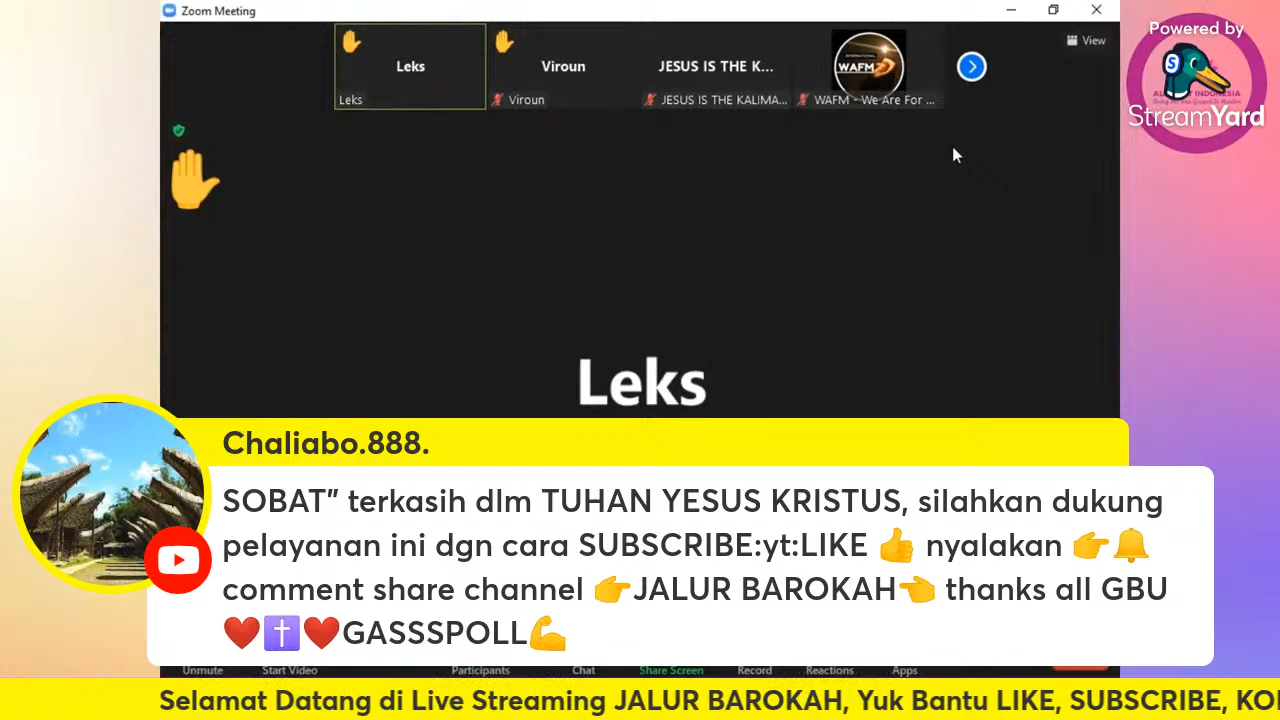 Zoom Meeting
Powered by
View
Leks
Viroun
JESUS IS THE K...
WAFM
Leks
Viroun
JESUS IS THE KALIMA...
WAFM - We Are For ...
StreamYard
Leks
Chaliabo.888.
SOBAT" terkasih dlm TUHAN YESUS KRISTUS, silahkan dukung
pelayanan ini dgn cara SUBSCRIBE:yt:LIKE 👍 nyalakan 👉🔔
comment share channel 👉JALUR BAROKAH👈 thanks all GBU
❤️✝️❤️GASSSPOLL💪
Unmute
Start Video
Participants
Chat
Share Screen
Record
Reactions
Apps
Selamat Datang di Live Streaming JALUR BAROKAH, Yuk Bantu LIKE, SUBSCRIBE, KO